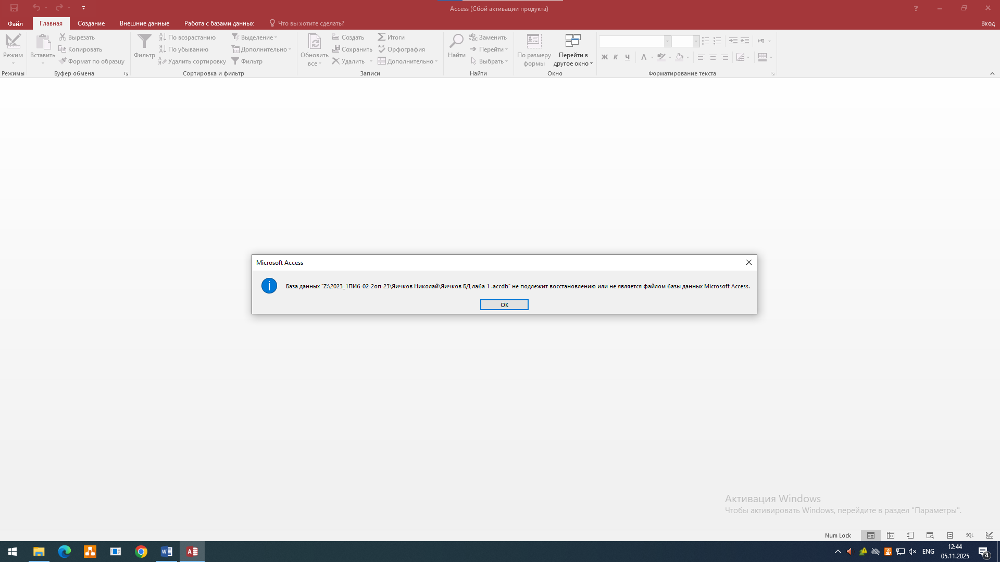 Access (Сбой активации продукта)
Файл Главная Создание Внешние данные Работа с базами данных Что вы хотите сделать? Вход
Режим
Режимы
Вставить
Вырезать
Копировать
Формат по образцу
Буфер обмена
Фильтр
По возрастанию
По убыванию
Удалить сортировку
Выделение
Дополнительно
Фильтр
Сортировка и фильтр
Обновить
все
Создать
Сохранить
Удалить
Итоги
Орфография
Дополнительно
Записи
Найти
Заменить
Перейти
Выбрать
Найти
По размеру
формы
Перейти в
другое окно
Окно
Ж К Ч А
Форматирование текста
Microsoft Access
База данных "Z:\2023_1ПИб-02-2оп-23\Яичков Николай\Яичков БД лаба 1 .accdb" не подлежит восстановлению или не является файлом базы данных Microsoft Access.
ОК
Активация Windows
Чтобы активировать Windows, перейдите в раздел "Параметры".
Num Lock SQL
ENG
12:44
05.11.2025
4